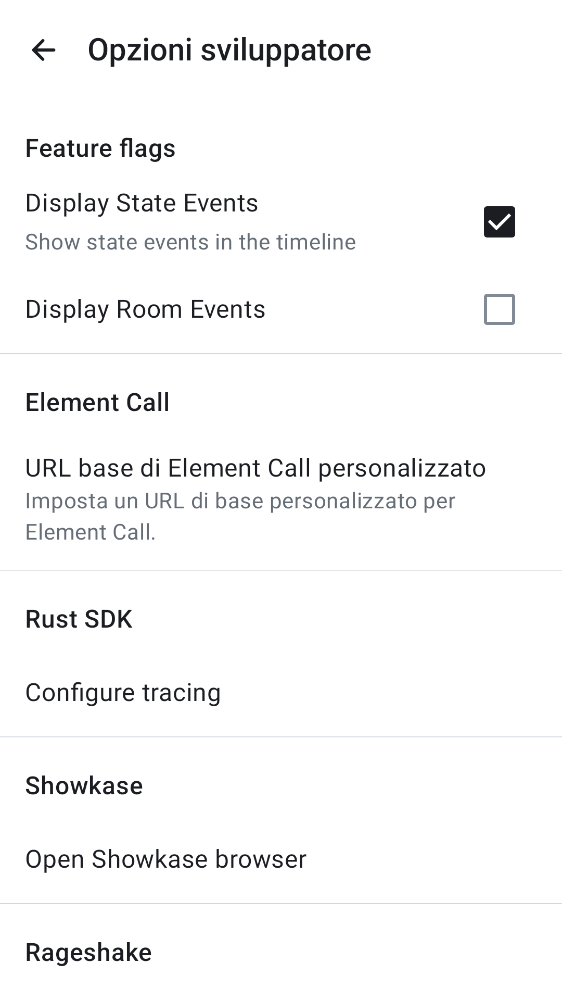 Opzioni sviluppatore
Feature flags
Display State Events
Show state events in the timeline
Display Room Events
Element Call
URL base di Element Call personalizzato
Imposta un URL di base personalizzato per
Element Call.
Rust SDK
Configure tracing
Showkase
Open Showkase browser
Rageshake